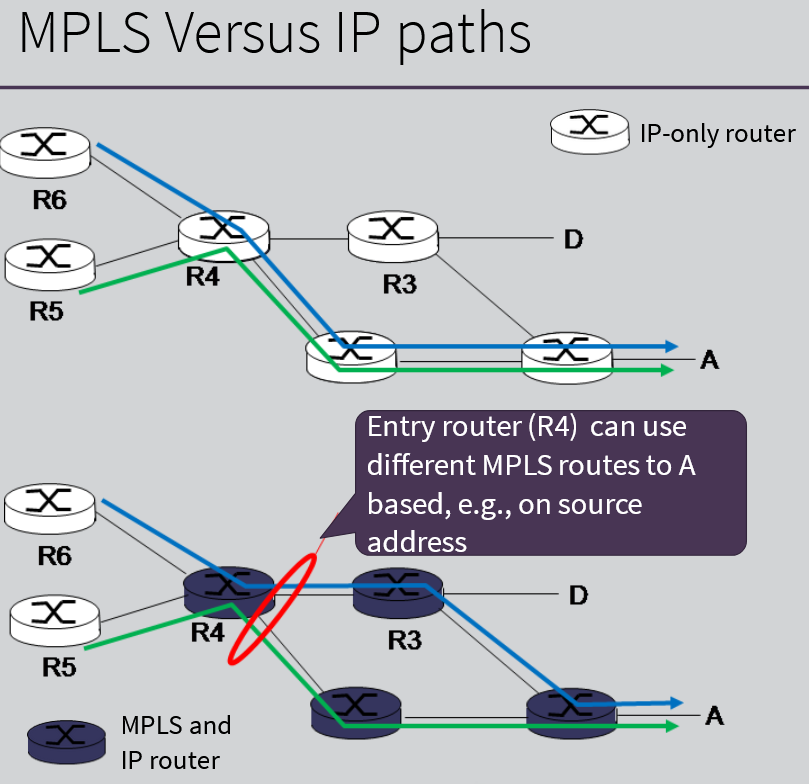 MPLS Versus IP paths
IP-only router
R6
R4
R3
D
R5
A
Entry router (R4) can use
different MPLS routes to A
based, e.g., on source
address
R6
D
R4
R3
R5
A
MPLS and
IP router